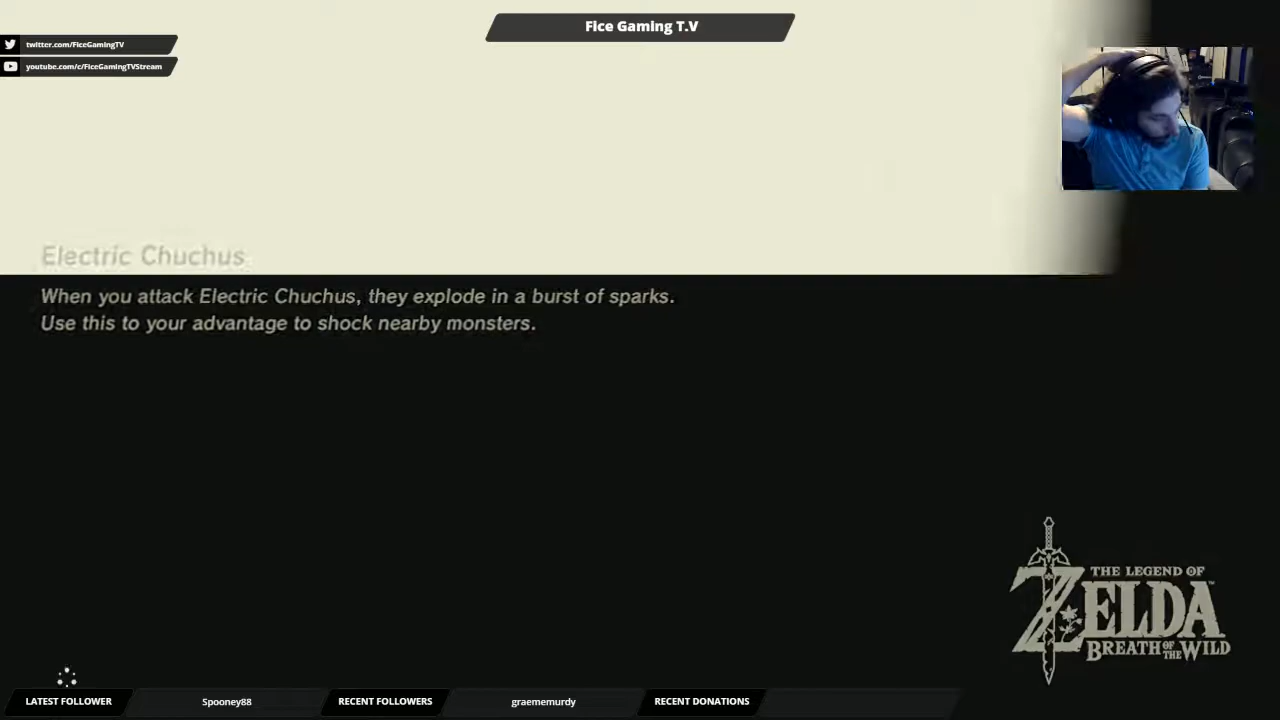 Fice Gaming T.V
twitter.com/FiceGamingTV
youtube.com/c/FiceGamingTVStream
Electric Chuchus
When you attack Electric Chuchus, they explode in a burst of sparks.
Use this to your advantage to shock nearby monsters.
THE LEGEND OF
ZELDA™
BREATH OF THE WILD
LATEST FOLLOWER
Spooney88
RECENT FOLLOWERS
graememurdy
RECENT DONATIONS